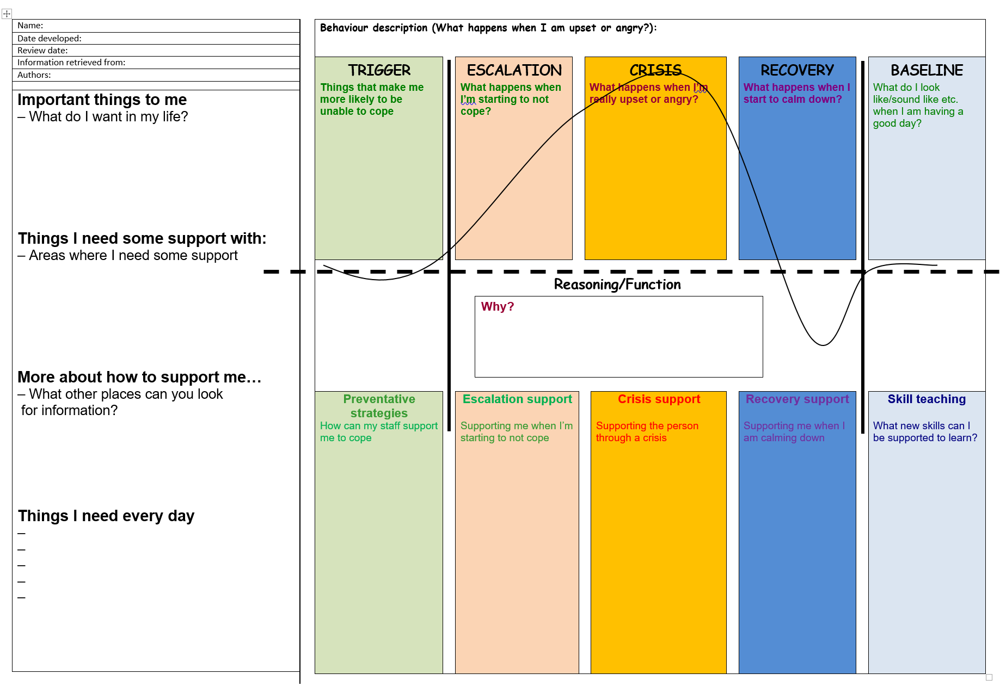 Name:
Date developed:
Review date:
Information retrieved from:
Authors:
Important things to me
– What do I want in my life?
Things I need some support with:
– Areas where I need some support
More about how to support me…
– What other places can you look
for information?
Things I need every day
–
–
–
–
–
Behaviour description (What happens when I am upset or angry?):
TRIGGER
Things that make me
more likely to be
unable to cope
ESCALATION
What happens when
I’m starting to not
cope?
CRISIS
What happens when I’m
really upset or angry?
RECOVERY
What happens when I
start to calm down?
BASELINE
What do I look
like/sound like etc.
when I am having a
good day?
Reasoning/Function
Why?
Preventative
strategies
How can my staff support
me to cope
Escalation support
Supporting me when I’m
starting to not cope
Crisis support
Supporting the person
through a crisis
Recovery support
Supporting me when I
am calming down
Skill teaching
What new skills can I
be supported to learn?